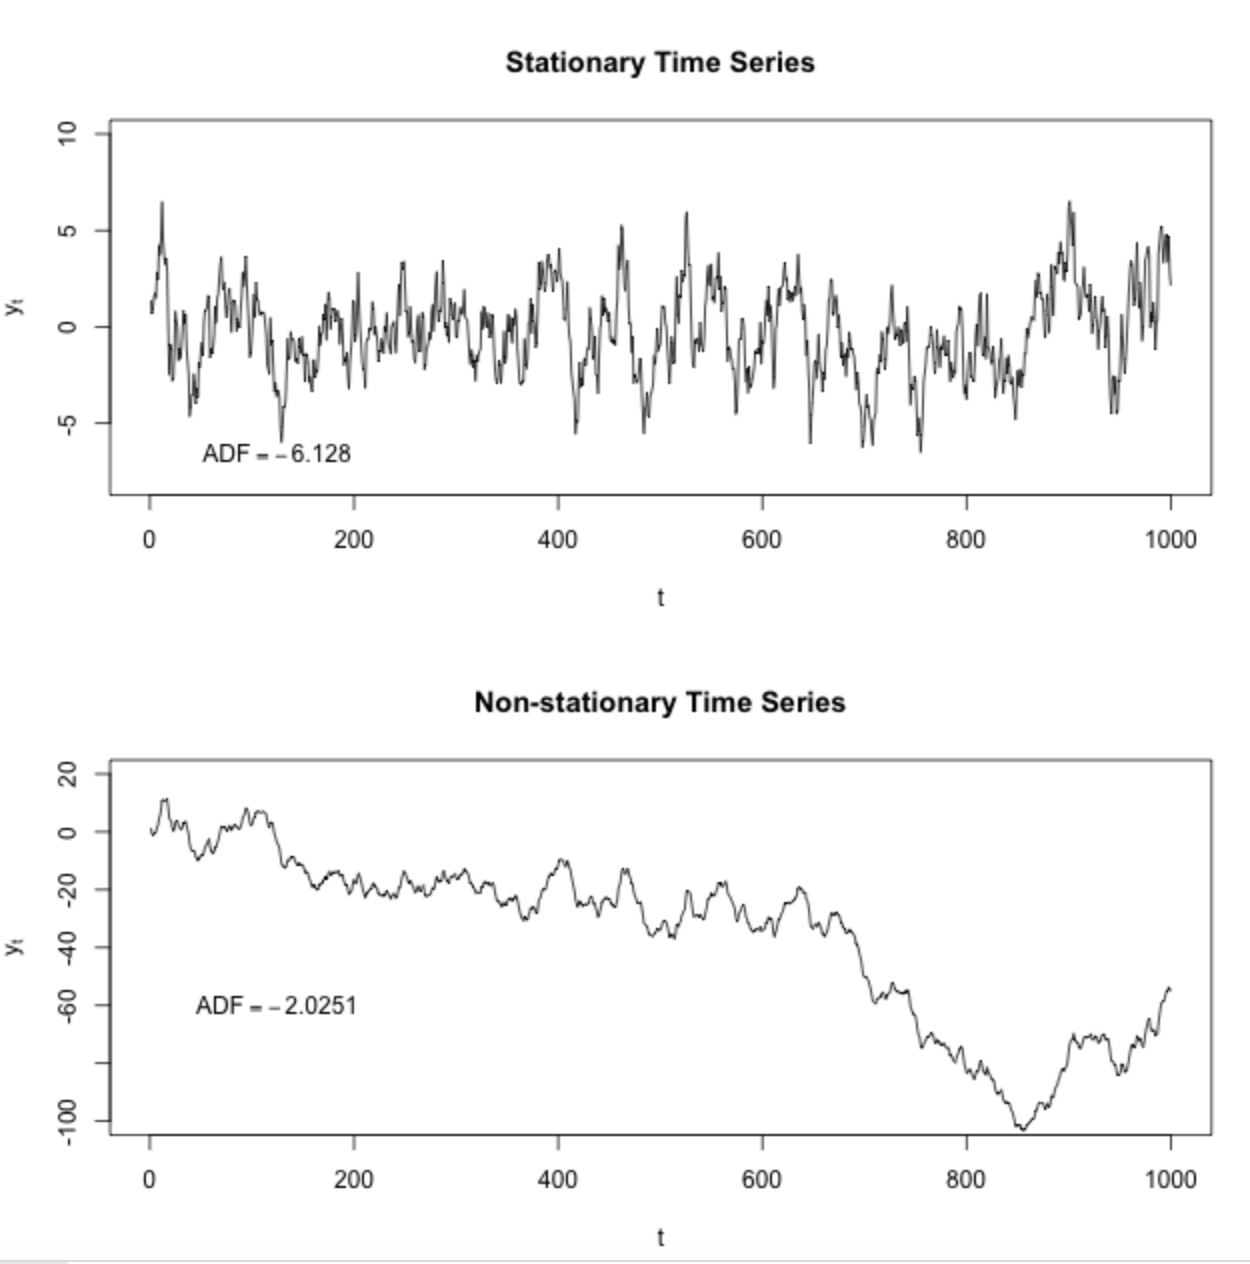 Stationary Time Series
10
5
0
-5
yt
ADF = −6.128
0 200 400 600 800 1000
t
Non-stationary Time Series
20
0
-20
-40
-60
-100
yt
ADF = −2.0251
0 200 400 600 800 1000
t